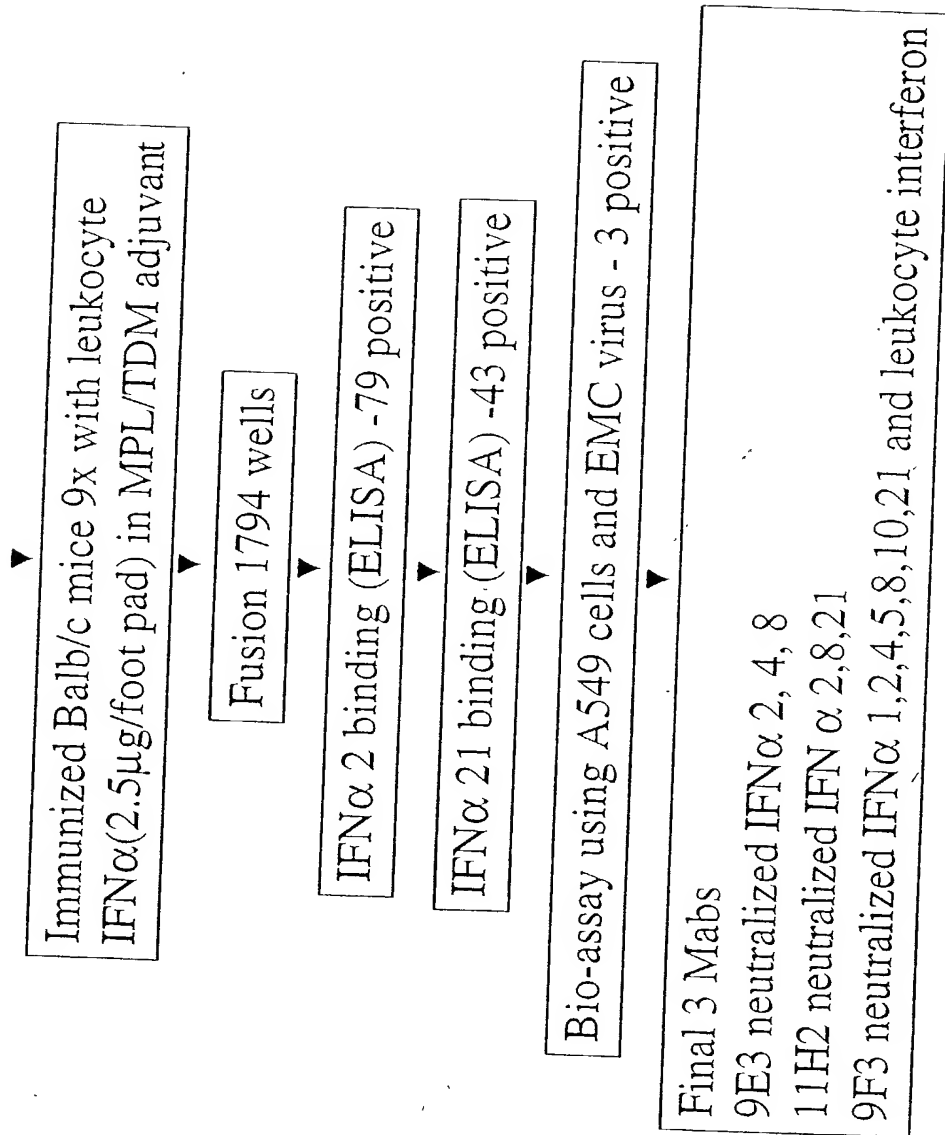 Immunized Balb/c mice 9x with leukocyte
IFNα(2.5µg/foot pad) in MPL/TDM adjuvant
Fusion 1794 wells
IFNα 2 binding (ELISA) -79 positive
IFNα 21 binding (ELISA) -43 positive
Bio-assay using A549 cells and EMC virus - 3 positive
Final 3 Mabs
9E3 neutralized IFNα 2, 4, 8
11H2 neutralized IFN α 2,8,21
9F3 neutralized IFNα 1,2,4,5,8,10,21 and leukocyte interferon